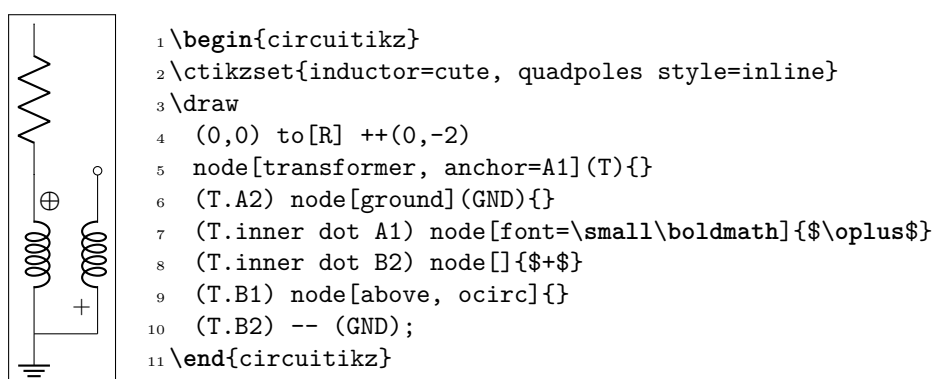 ⊕
+
1 \begin{circuitikz}
2 \ctikzset{inductor=cute, quadpoles style=inline}
3 \draw
4   (0,0) to[R] ++(0,-2)
5   node[transformer, anchor=A1](T){}
6   (T.A2) node[ground](GND){}
7   (T.inner dot A1) node[font=\small\boldmath]{$\oplus$}
8   (T.inner dot B2) node[]{$+$}
9   (T.B1) node[above, ocirc]{}
10   (T.B2) -- (GND);
11 \end{circuitikz}